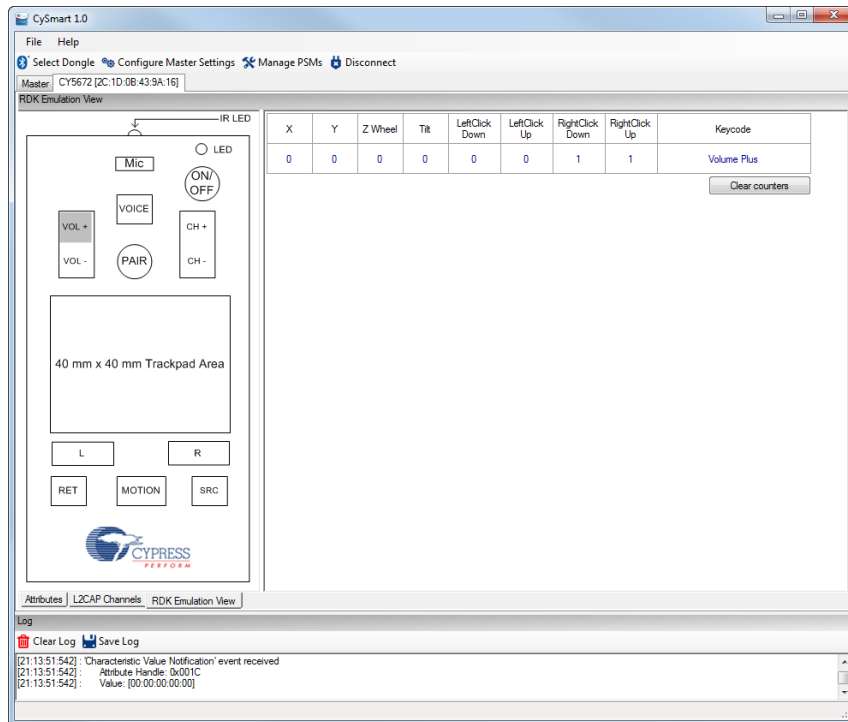 CySmart 1.0
File Help
Select Dongle Configure Master Settings Manage PSMs Disconnect
Master CY5672 [2C:1D:0B:43:9A:16]
RDK Emulation View
IR LED
LED
Mic
ON/
OFF
VOICE
VOL +
CH +
VOL -
PAIR
CH -
40 mm x 40 mm Trackpad Area
L
R
RET
MOTION
SRC
CYPRESS
PERFORM
X Y Z Wheel Tilt LeftClick Down LeftClick Up RightClick Down RightClick Up Keycode
0 0 0 0 0 0 1 1 Volume Plus
Clear counters
Attributes L2CAP Channels RDK Emulation View
Log
Clear Log Save Log
[21:13:51:542] : 'Characteristic Value Notification' event received
[21:13:51:542] : Attribute Handle: 0x001C
[21:13:51:542] : Value: [00:00:00:00:00]